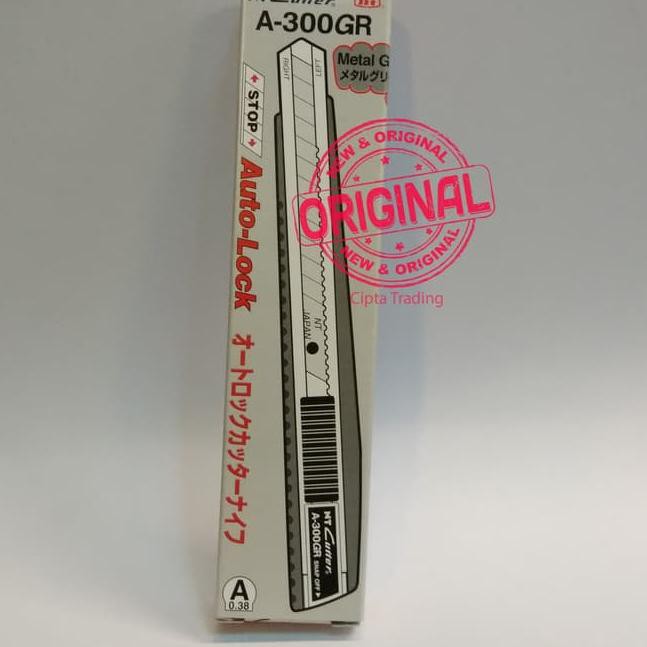 NT Cutter®
A-300GR
Metal G
メタルグリ
RIGHT
LEFT
STOP
Auto-Lock
オートロックカッターナイフ
NEW & ORIGINAL
ORIGINAL
NEW & ORIGINAL
Cipta Trading
NT
JAPAN
NT Cutter®
A-300GR SNAP OFF
A
0.38